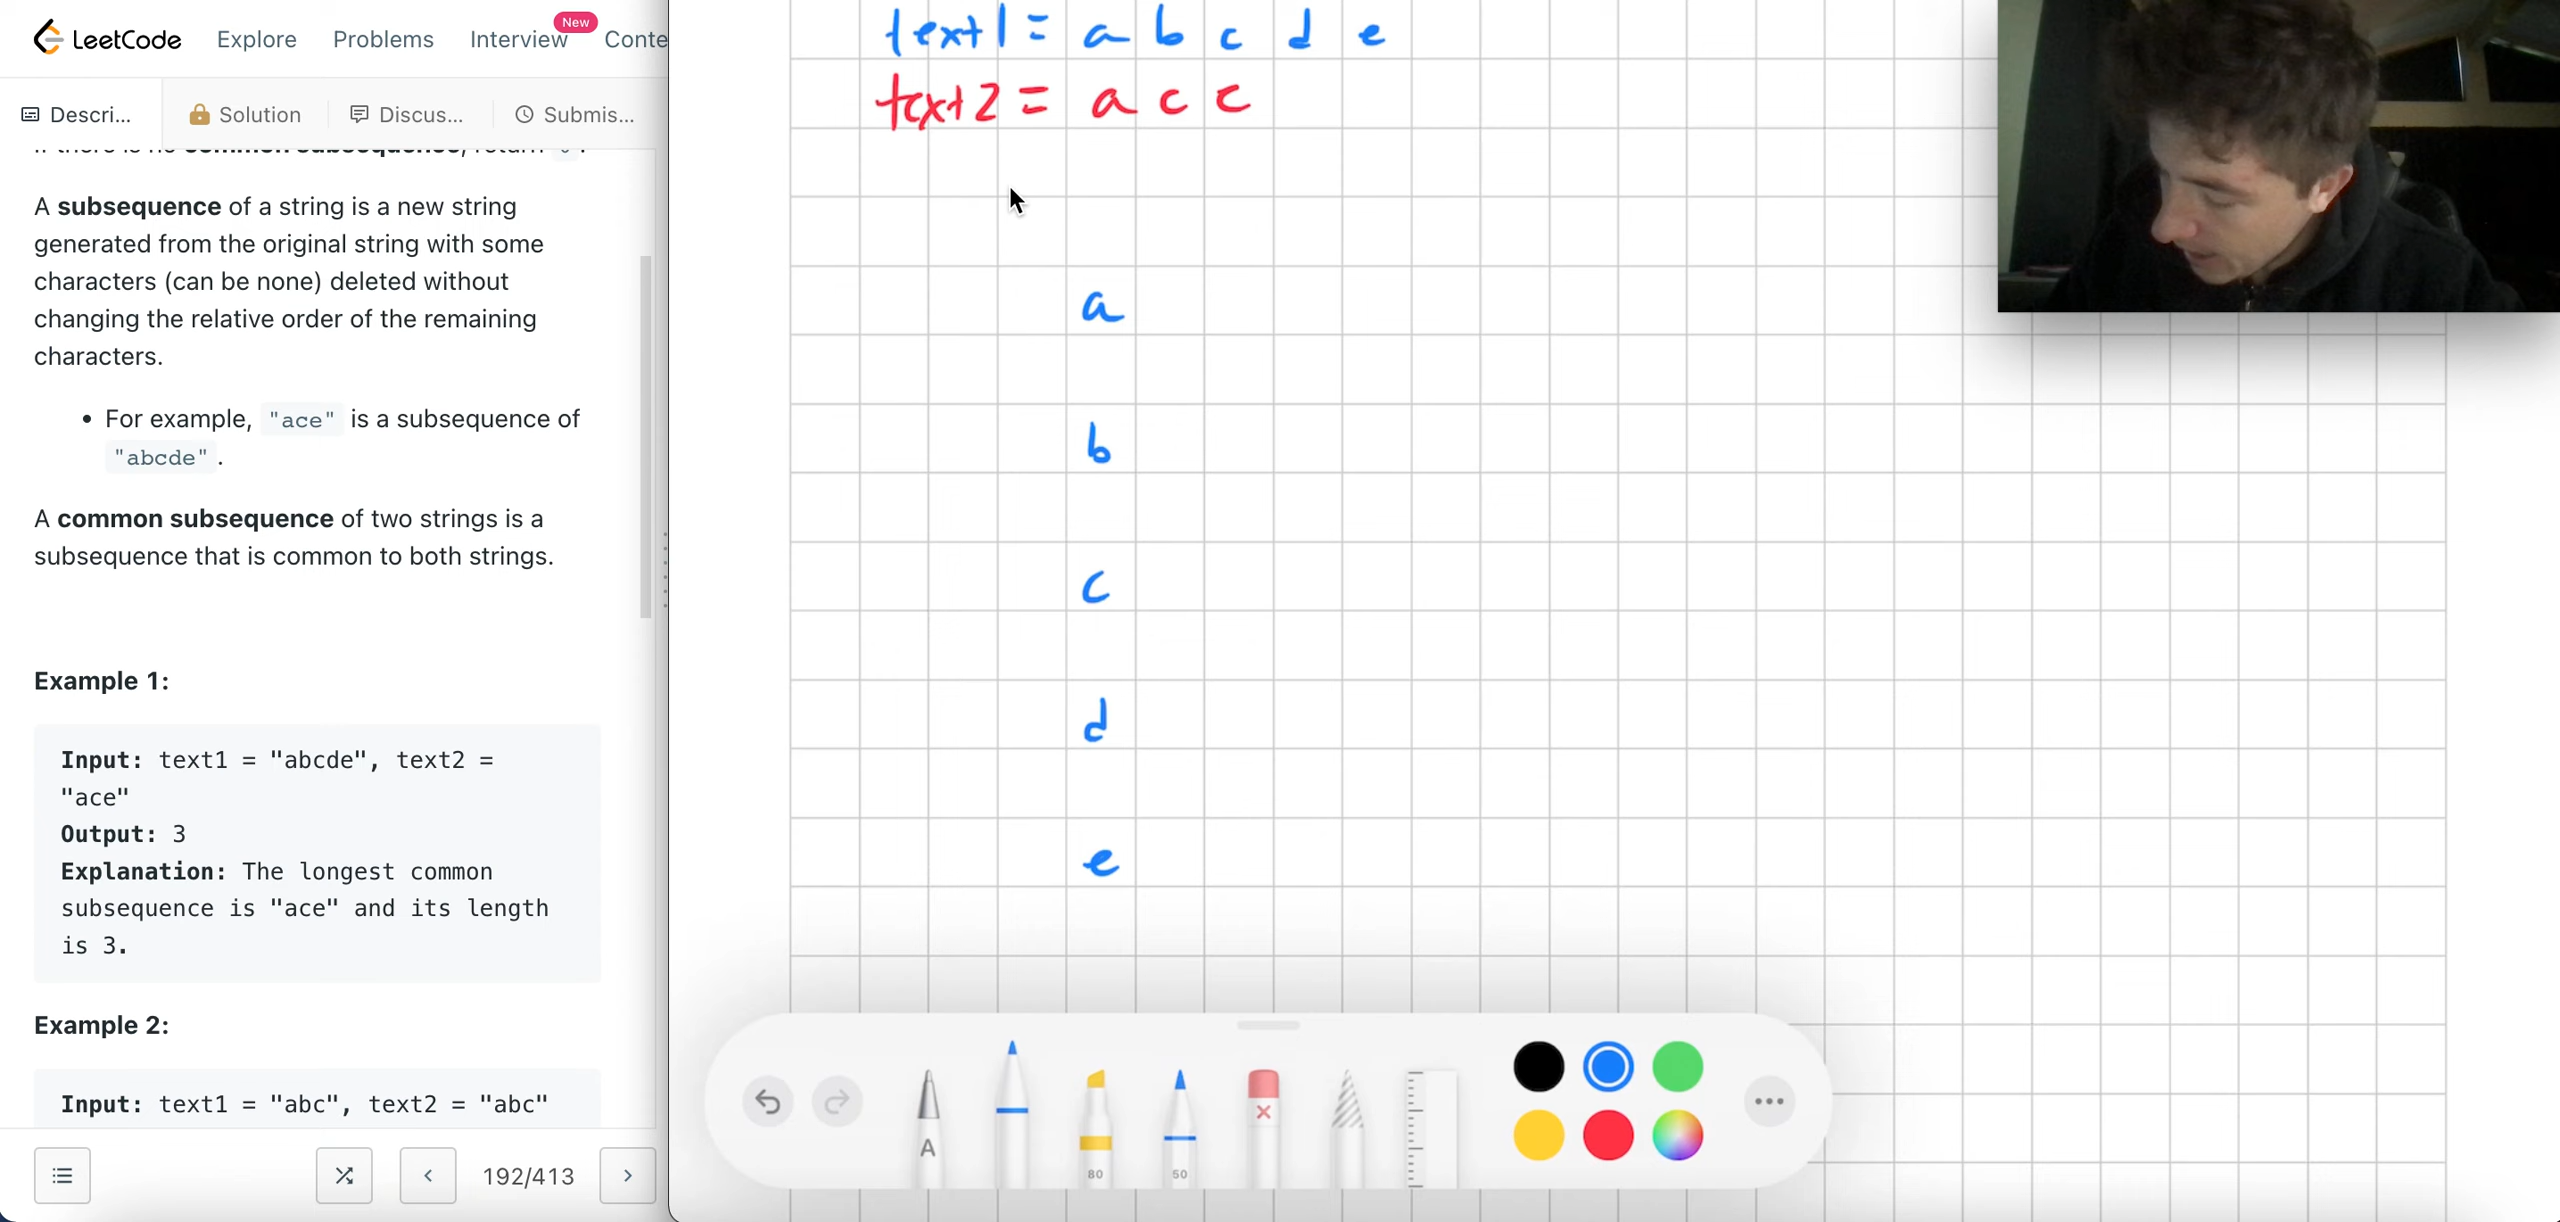 LeetCode Explore Problems Interview New Conte
Descri... Solution Discus... Submis...
A subsequence of a string is a new string
generated from the original string with some
characters (can be none) deleted without
changing the relative order of the remaining
characters.
• For example, "ace" is a subsequence of
"abcde" .
A common subsequence of two strings is a
subsequence that is common to both strings.
Example 1:
Input: text1 = "abcde", text2 =
"ace"
Output: 3
Explanation: The longest common
subsequence is "ace" and its length
is 3.
Example 2:
Input: text1 = "abc", text2 = "abc"
192/413
text1 = a b c d e
text2 = a c e
a
b
c
d
e
A
80
50